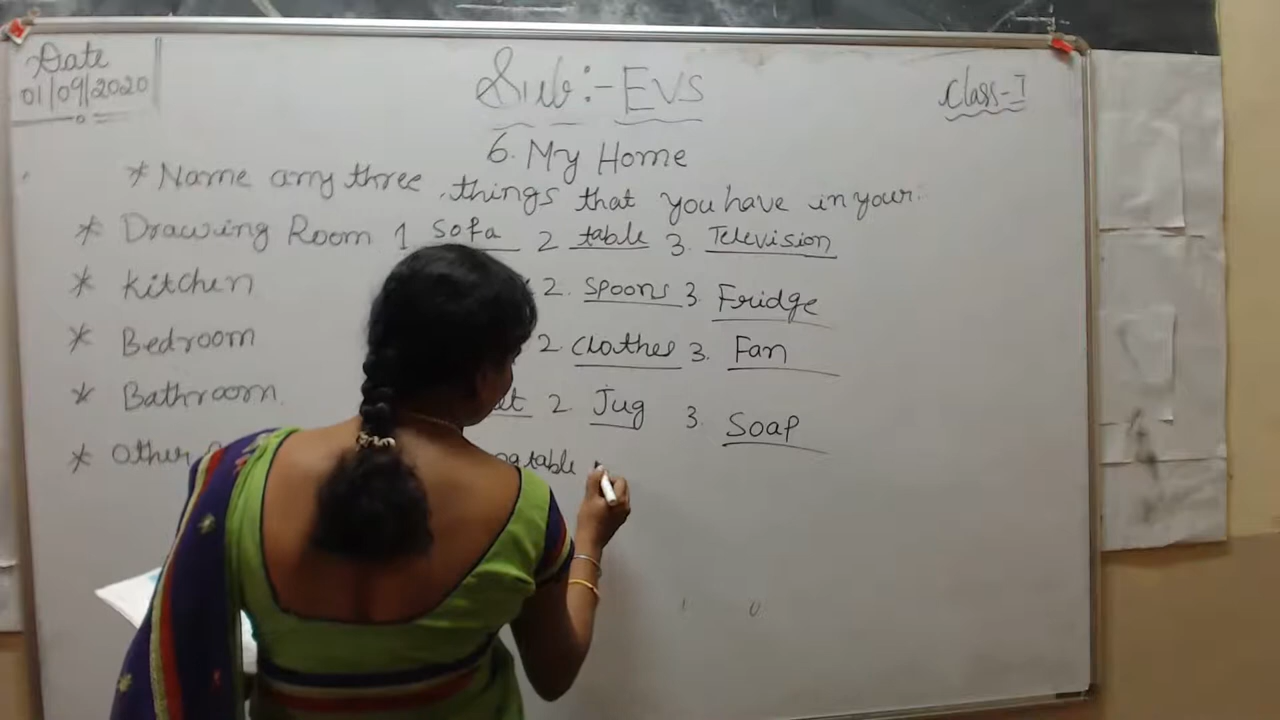 Date
01/09/2020
Sub:- EVS
Class-I
6. My Home
* Name any three things that you have in your.
* Drawing Room 1 Sofa 2 table 3. Television
* Kitchen 2. Spoons 3. Fridge
* Bedroom 2. Clothes 3. Fan
* Bathroom. 2. Jug 3. Soap
* Other table